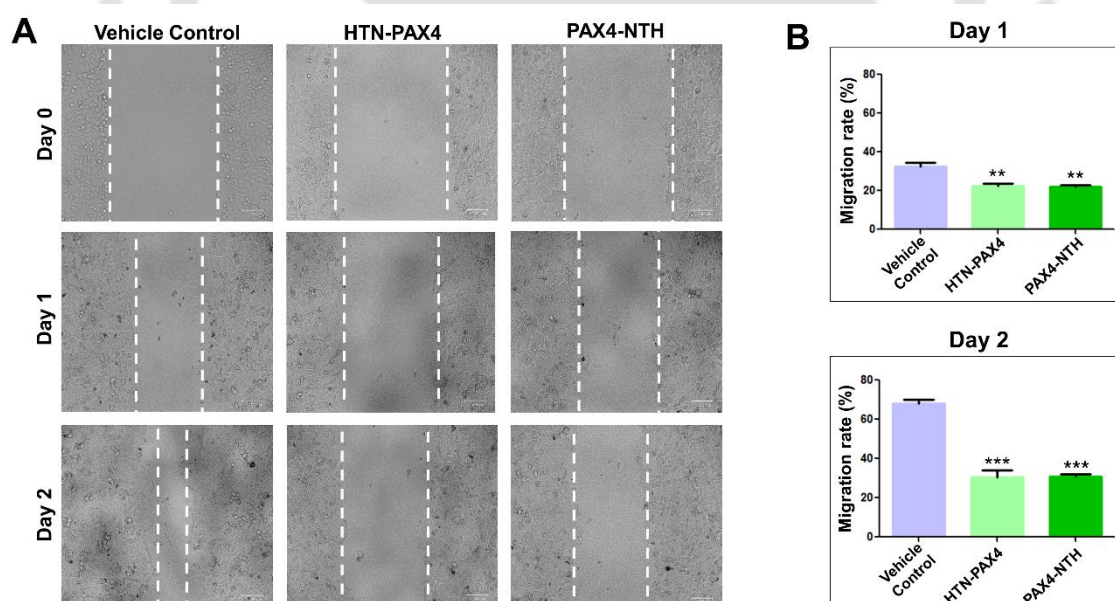 A
Vehicle Control
HTN-PAX4
PAX4-NTH
Day 0
Day 1
Day 2
B
Day 1
Migration rate (%)
80
60
40
20
0
**
**
Vehicle
Control
HTN-PAX4
PAX4-NTH
Day 2
Migration rate (%)
80
60
40
20
0
***
***
Vehicle
Control
HTN-PAX4
PAX4-NTH